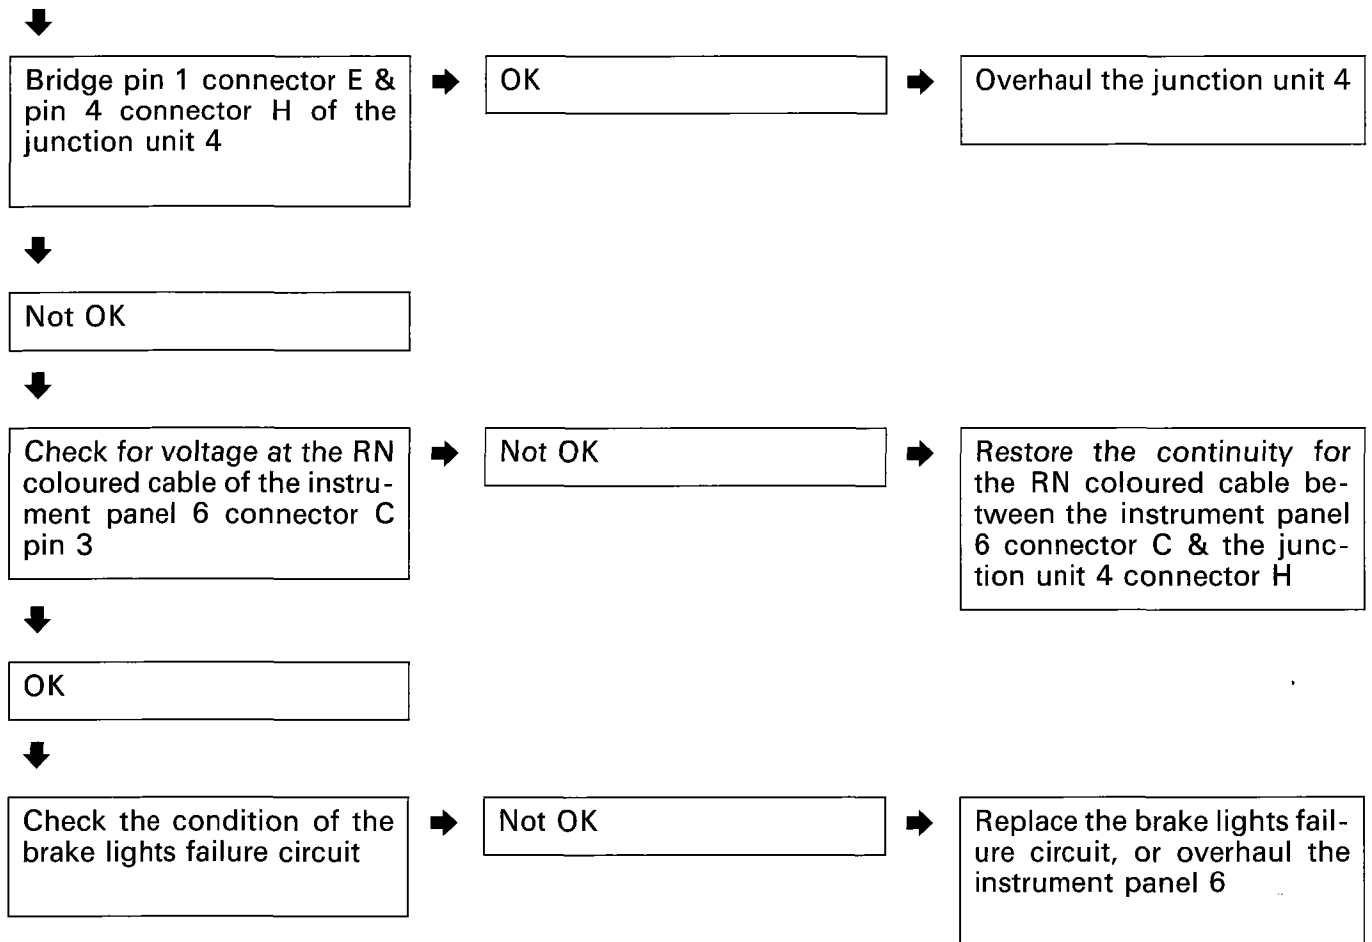 Bridge pin 1 connector E &
pin 4 connector H of the
junction unit 4
OK
Overhaul the junction unit 4
Not OK
Check for voltage at the RN
coloured cable of the instru-
ment panel 6 connector C
pin 3
Not OK
Restore the continuity for
the RN coloured cable be-
tween the instrument panel
6 connector C & the junc-
tion unit 4 connector H
OK
Check the condition of the
brake lights failure circuit
Not OK
Replace the brake lights fail-
ure circuit, or overhaul the
instrument panel 6